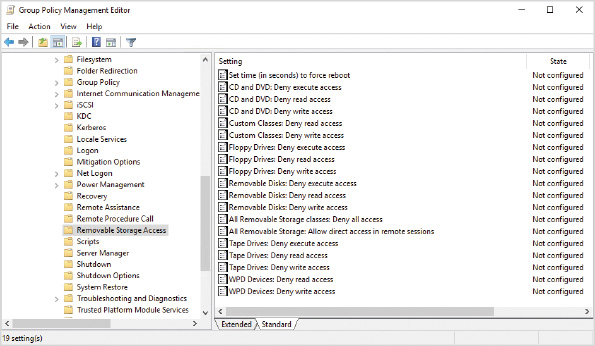 Group Policy Management Editor
File Action View Help
Filesystem
Folder Redirection
Group Policy
Internet Communication Manageme
iSCSI
KDC
Kerberos
Locale Services
Logon
Mitigation Options
Net Logon
Power Management
Recovery
Remote Assistance
Remote Procedure Call
Removable Storage Access
Scripts
Server Manager
Shutdown
Shutdown Options
System Restore
Troubleshooting and Diagnostics
Trusted Platform Module Services
Setting State
Set time (in seconds) to force reboot Not configured
CD and DVD: Deny execute access Not configured
CD and DVD: Deny read access Not configured
CD and DVD: Deny write access Not configured
Custom Classes: Deny read access Not configured
Custom Classes: Deny write access Not configured
Floppy Drives: Deny execute access Not configured
Floppy Drives: Deny read access Not configured
Floppy Drives: Deny write access Not configured
Removable Disks: Deny execute access Not configured
Removable Disks: Deny read access Not configured
Removable Disks: Deny write access Not configured
All Removable Storage classes: Deny all access Not configured
All Removable Storage: Allow direct access in remote sessions Not configured
Tape Drives: Deny execute access Not configured
Tape Drives: Deny read access Not configured
Tape Drives: Deny write access Not configured
WPD Devices: Deny read access Not configured
WPD Devices: Deny write access Not configured
Extended Standard
19 setting(s)